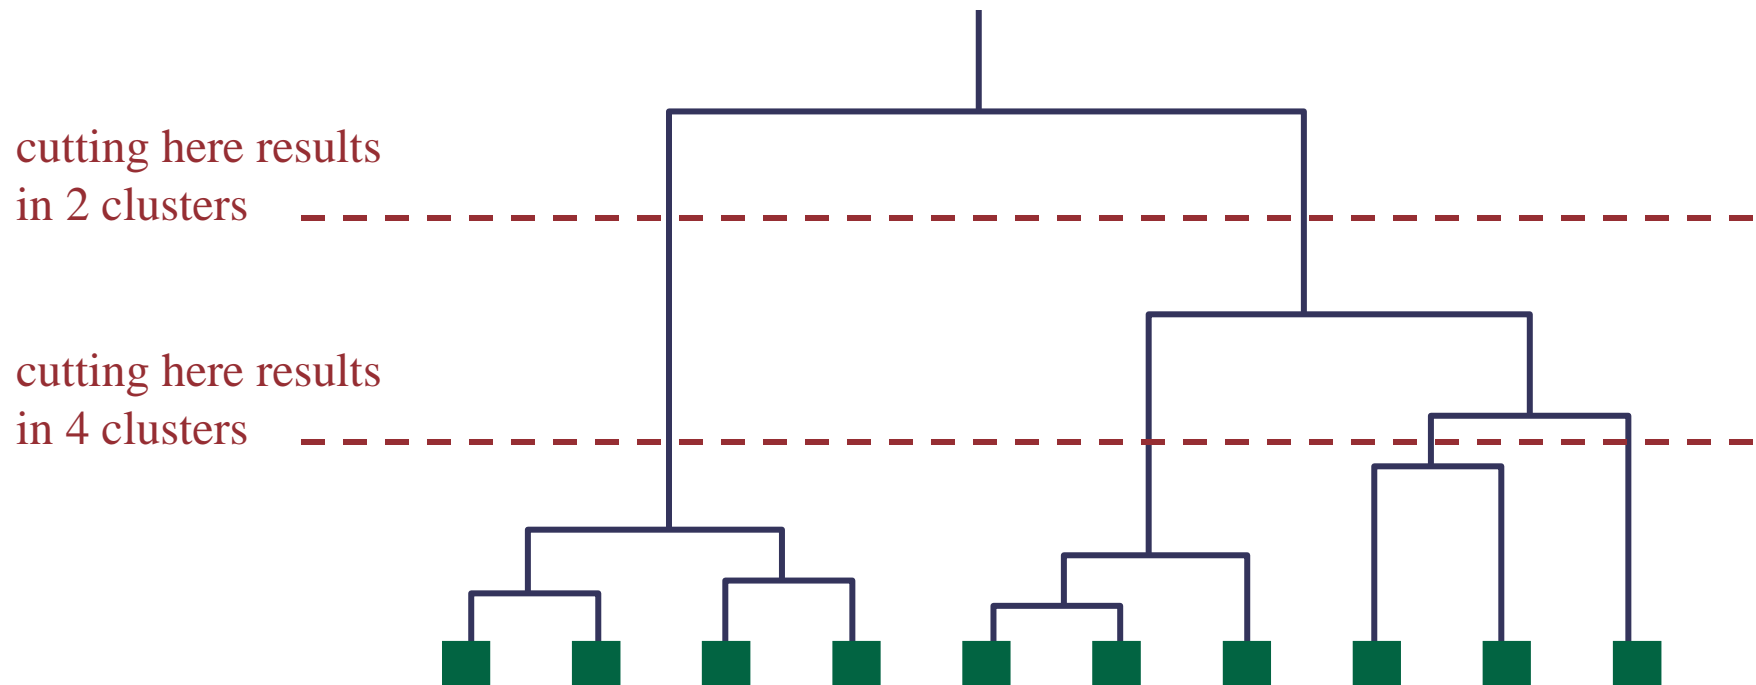 cutting here results
in 2 clusters
cutting here results
in 4 clusters